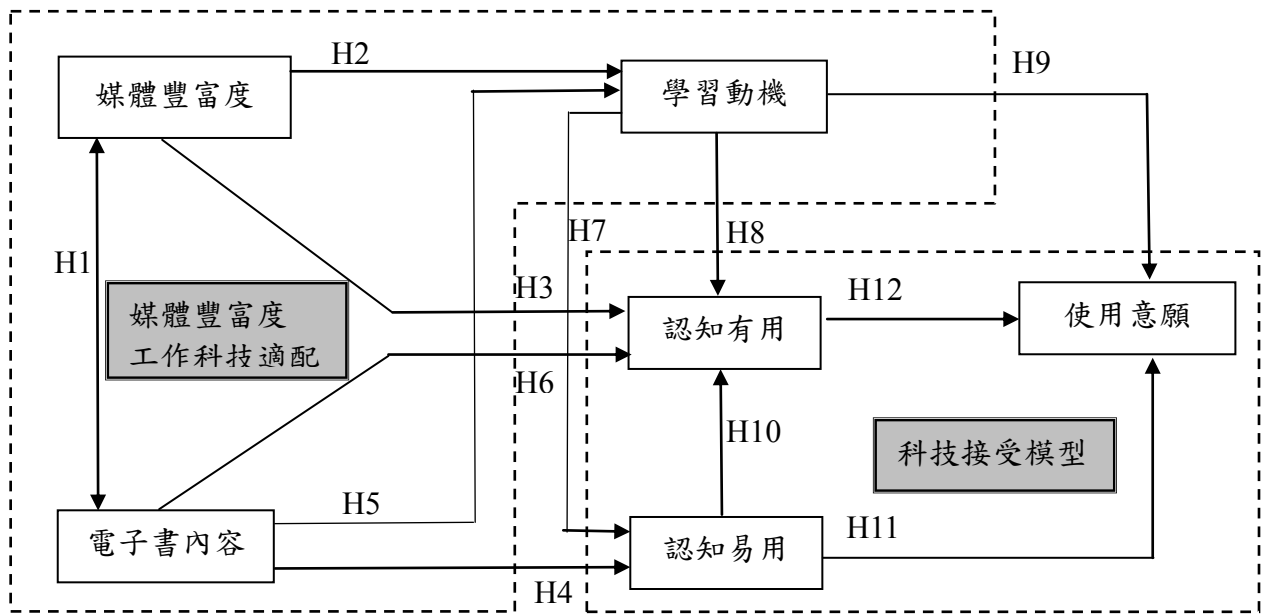 H2
H9
媒體豐富度
學習動機
H7
H8
H1
H3
H12
媒體豐富度
工作科技適配
認知有用
使用意願
H6
H10
科技接受模型
H5
電子書內容
認知易用
H11
H4